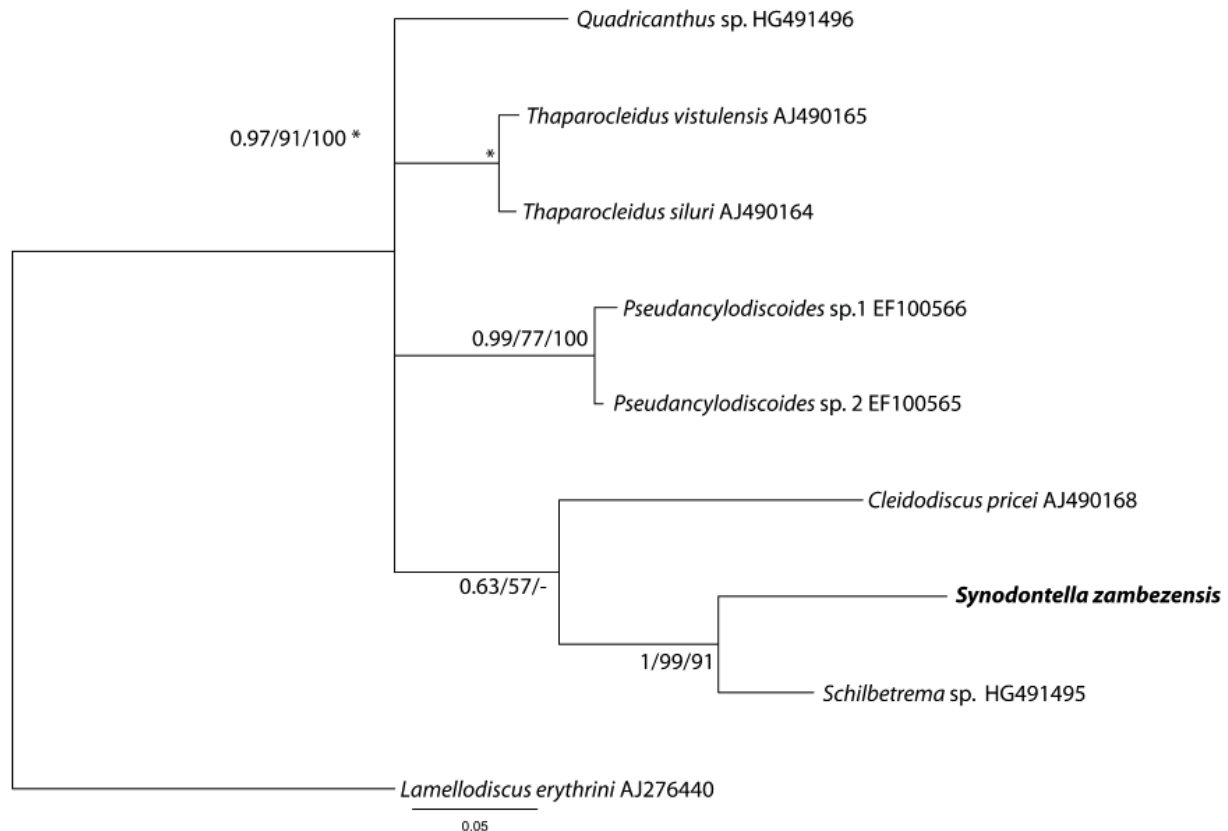 Quadricanthus sp. HG491496
Thaparocleidus vistulensis AJ490165
0.97/91/100 *
*
Thaparocleidus siluri AJ490164
Pseudancylodiscoides sp.1 EF100566
0.99/77/100
Pseudancylodiscoides sp. 2 EF100565
Cleidodiscus pricei AJ490168
0.63/57/-
Synodontella zambezensis
1/99/91
Schilbetrema sp. HG491495
Lamellodiscus erythrini AJ276440
0.05